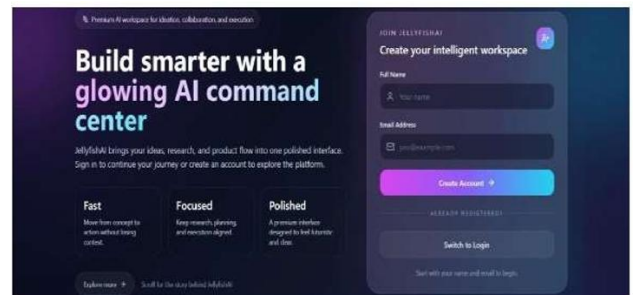 Premium AI workspace for ideation, collaboration, and execution
Build smarter with a
glowing AI command
center
JellyfishAI brings your ideas, research, and product flow into one polished interface.
Sign in to continue your journey or create an account to explore the platform.
Fast
Move from concept to
action without losing
context.
Focused
Keep research, planning,
and execution aligned.
Polished
A premium interface
designed to feel futuristic
and clear.
Explore more →
Scroll for the story behind JellyfishAI
JOIN JELLYFISHAI
Create your intelligent workspace
Full Name
Your name
Email Address
you@example.com
Create Account →
ALREADY REGISTERED?
Switch to Login
Start with your name and email to begin.